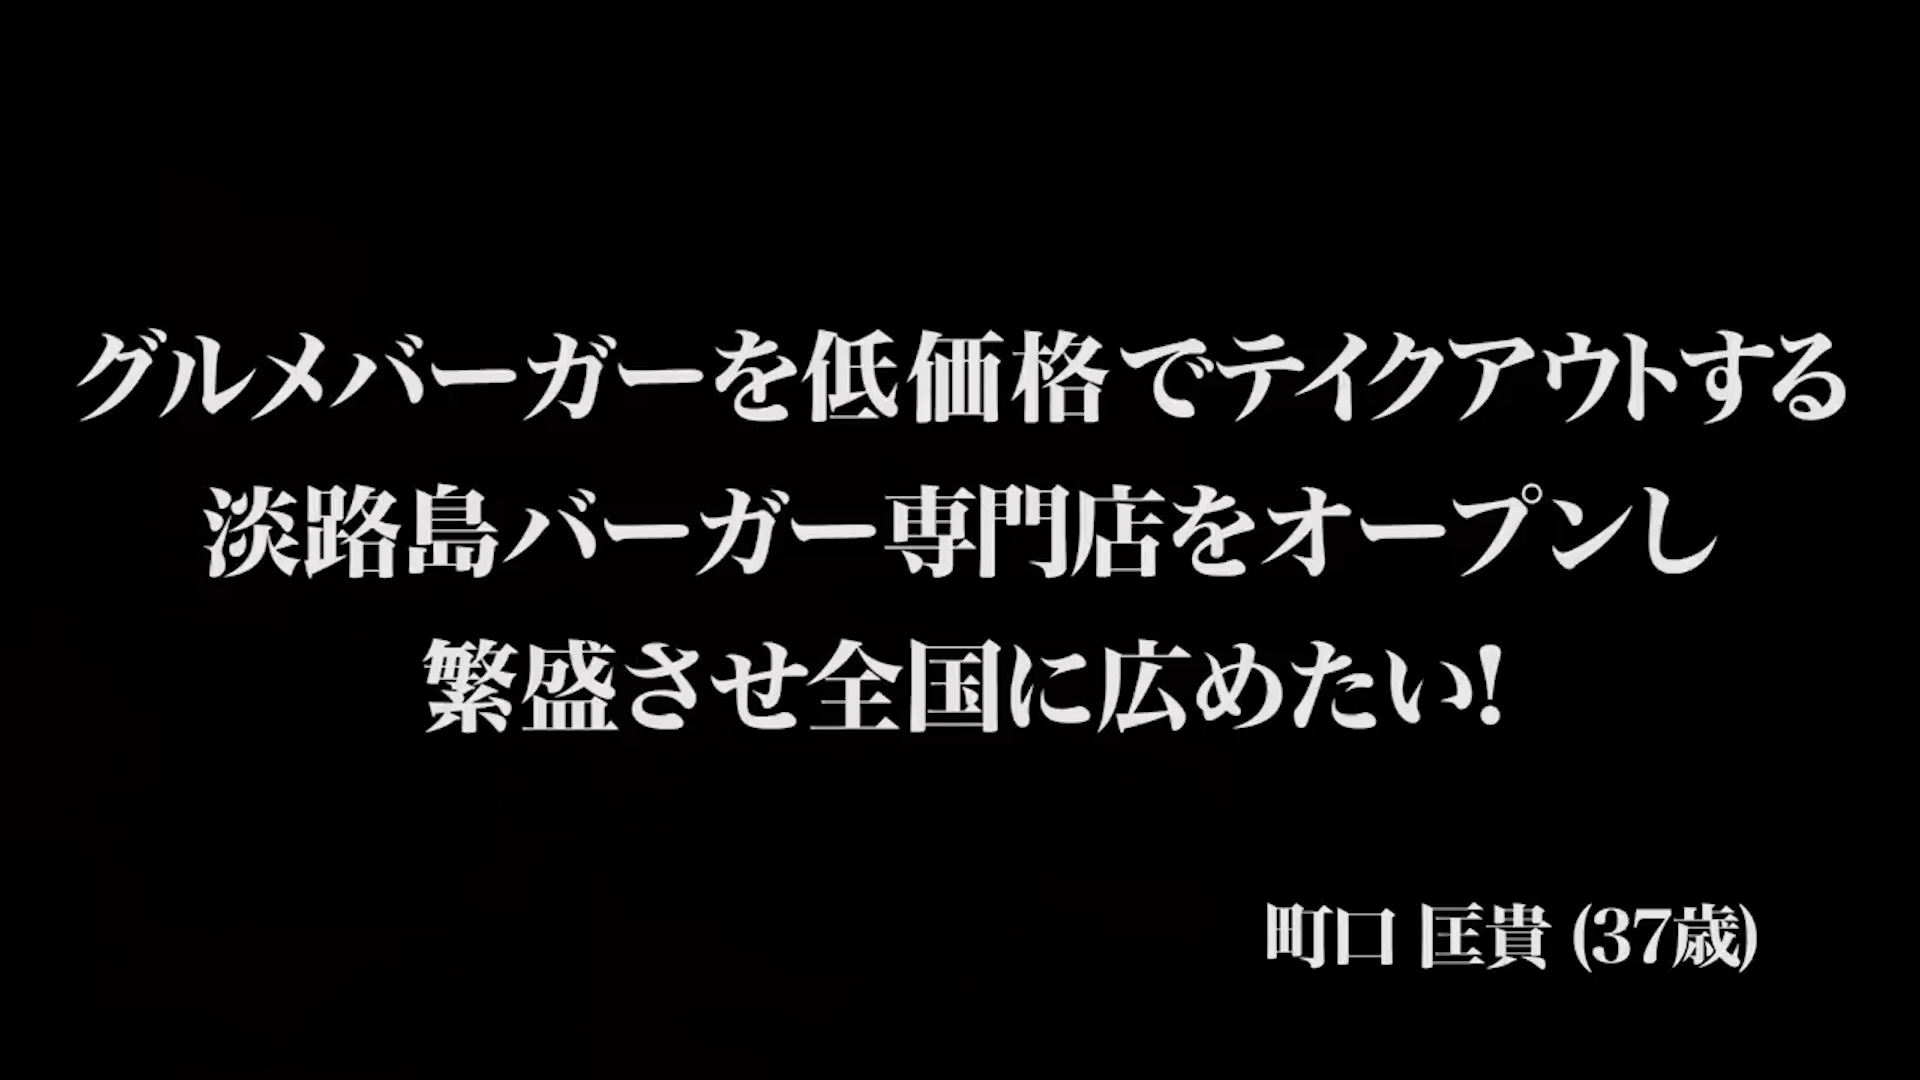 グルメバーガーを低価格でテイクアウトする
淡路島バーガー専門店をオープンし
繁盛させ全国に広めたい!
町口 匡貴 (37歳)